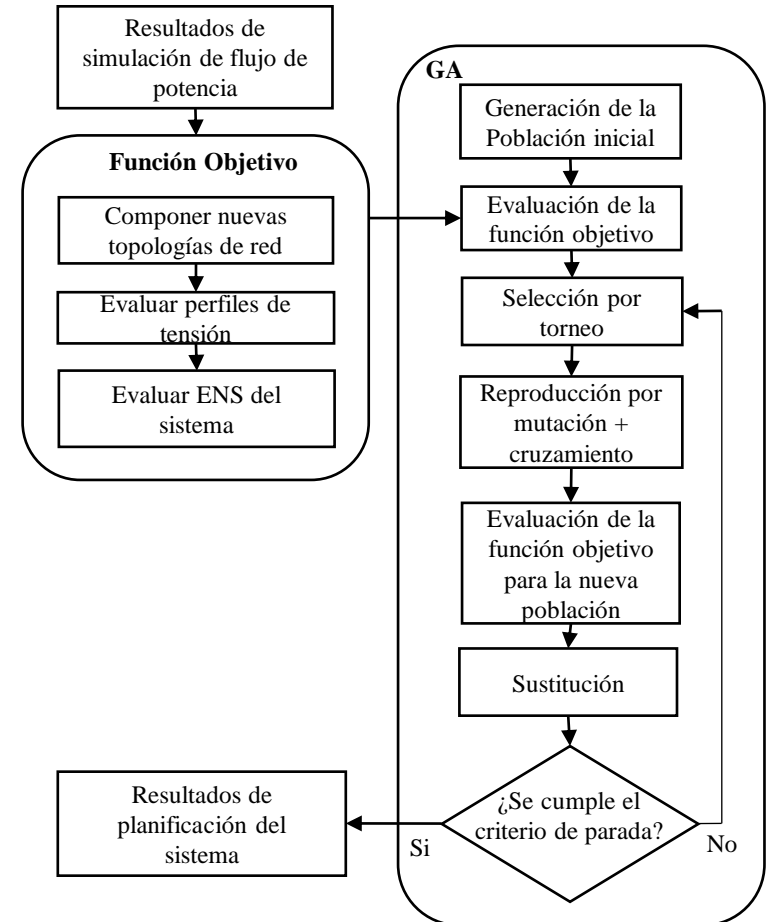 Resultados de
simulación de flujo de
potencia
Función Objetivo
Componer nuevas
topologías de red
Evaluar perfiles de
tensión
Evaluar ENS del
sistema
GA
Generación de la
Población inicial
Evaluación de la
función objetivo
Selección por
torneo
Reproducción por
mutación +
cruzamiento
Evaluación de la
función objetivo
para la nueva
población
Sustitución
¿Se cumple el
criterio de parada?
Si
No
Resultados de
planificación del
sistema